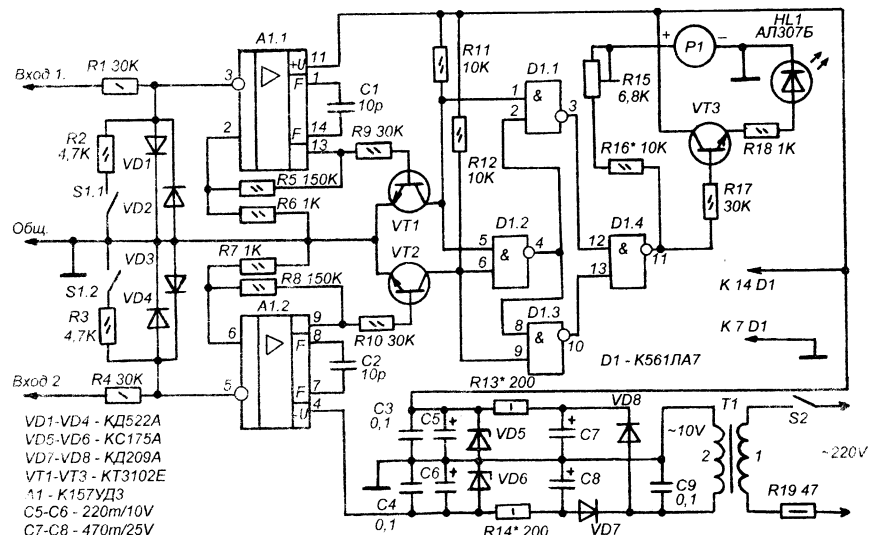 Вход 1.
R1 30K
R2
4,7K
S1.1
VD1
VD2
Общ.
VD3
S1.2
VD4
R3
4,7K
Вход 2
R4 30K
A1.1
3
2
+U
F
F
11
1
14
13
C1
10p
R9 30K
R5 150K
R6 1K
R7 1K
R8 150K
VT1
VT2
A1.2
6
5
F
F
-U
9
8
7
4
R10 30K
C2
10p
R11
10K
R12
10K
D1.1
&
1
2
3
D1.2
&
5
6
4
D1.3
&
8
9
10
D1.4
&
12
13
11
R15
6,8K
R16* 10K
+
P1
−
HL1
АЛ307Б
VT3
R18 1K
R17
30K
К 14 D1
К 7 D1
D1 - К561ЛА7
R13* 200
VD8
C3
0,1
C5
+
VD5
+
C7
C6
+
VD6
+
C8
C4
0,1
R14* 200
VD7
~10V
C9
0,1
T1
2
1
S2
~220V
R19 47
VD1-VD4 - КД522А
VD5-VD6 - КС175А
VD7-VD8 - КД209А
VT1-VT3 - КТ3102Е
A1 - К157УД3
C5-C6 - 220m/10V
C7-C8 - 470m/25V